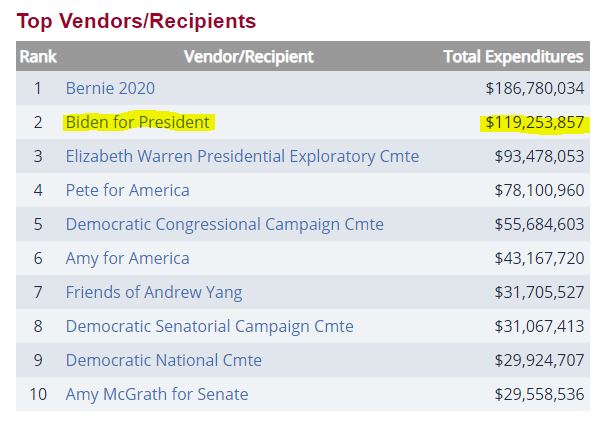 Top Vendors/Recipients
Rank Vendor/Recipient Total Expenditures
1 Bernie 2020 $186,780,034
2 Biden for President $119,253,857
3 Elizabeth Warren Presidential Exploratory Cmte $93,478,053
4 Pete for America $78,100,960
5 Democratic Congressional Campaign Cmte $55,684,603
6 Amy for America $43,167,720
7 Friends of Andrew Yang $31,705,527
8 Democratic Senatorial Campaign Cmte $31,067,413
9 Democratic National Cmte $29,924,707
10 Amy McGrath for Senate $29,558,536